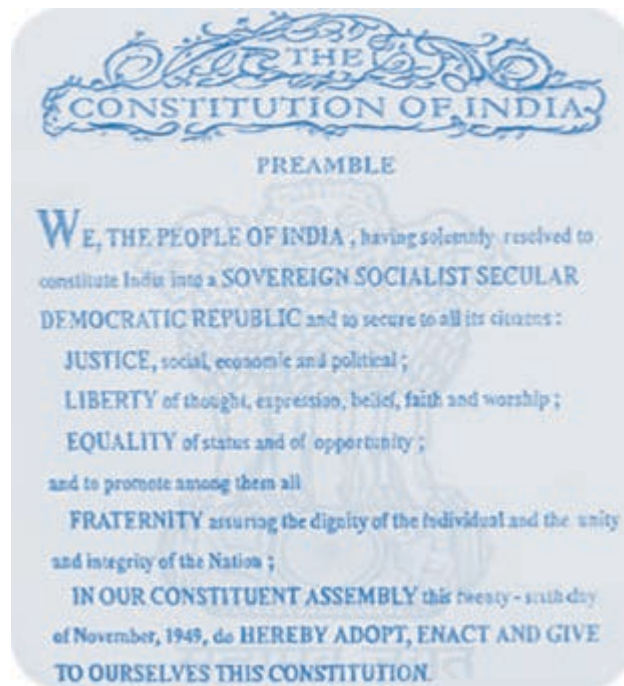 THE
CONSTITUTION OF INDIA
PREAMBLE
WE, THE PEOPLE OF INDIA, having solemnly resolved to
constitute India into a SOVEREIGN SOCIALIST SECULAR
DEMOCRATIC REPUBLIC and to secure to all its citizens :
JUSTICE, social, economic and political ;
LIBERTY of thought, expression, belief, faith and worship ;
EQUALITY of status and of opportunity ;
and to promote among them all
FRATERNITY assuring the dignity of the individual and the unity
and integrity of the Nation ;
IN OUR CONSTITUENT ASSEMBLY this twenty - sixth day
of November, 1949, do HEREBY ADOPT, ENACT AND GIVE
TO OURSELVES THIS CONSTITUTION.